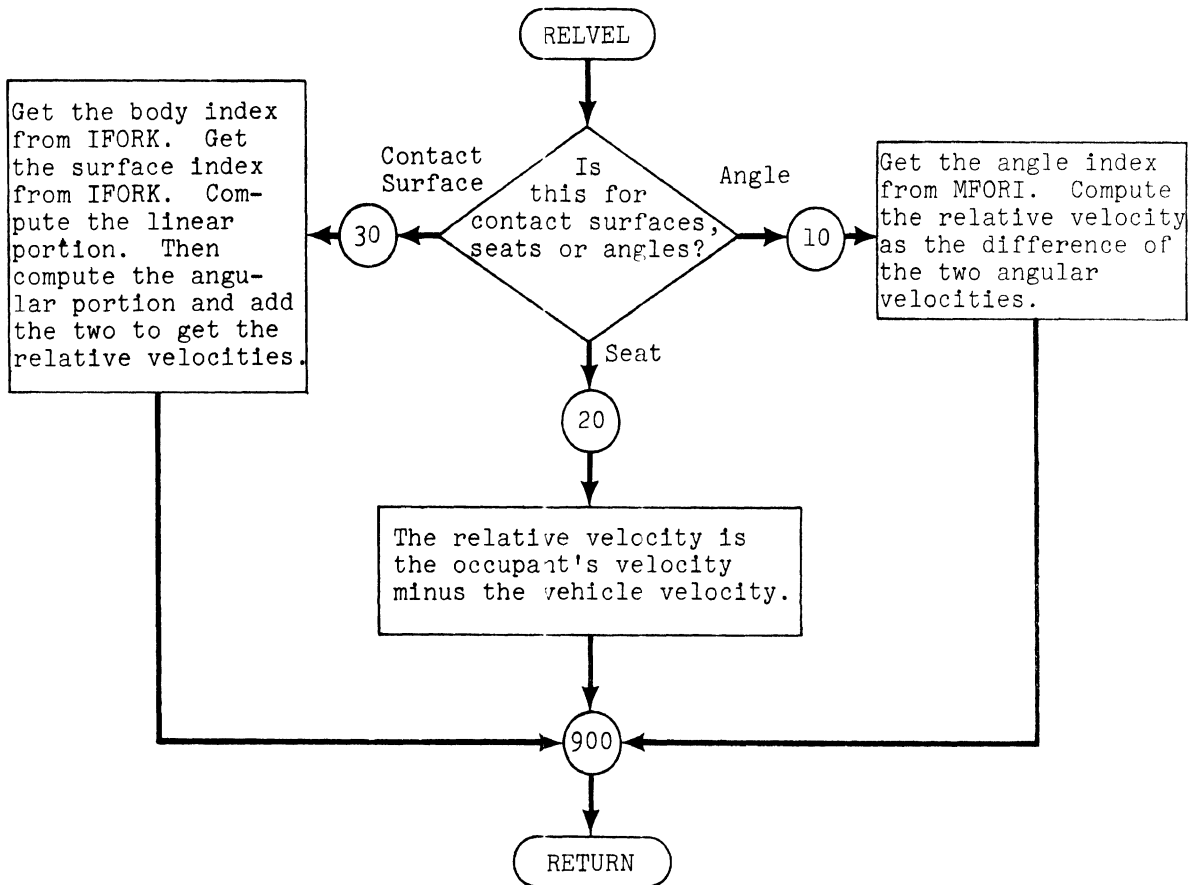 RELVEL
Get the body index
from IFORK. Get
the surface index
from IFORK. Com-
pute the linear
portion. Then
compute the angu-
lar portion and add
the two to get the
relative velocities.
Contact
Surface
30
Is
this for
contact surfaces,
seats or angles?
Angle
10
Get the angle index
from MFORI. Compute
the relative velocity
as the difference of
the two angular
velocities.
Seat
20
The relative velocity is
the occupant's velocity
minus the vehicle velocity.
900
RETURN